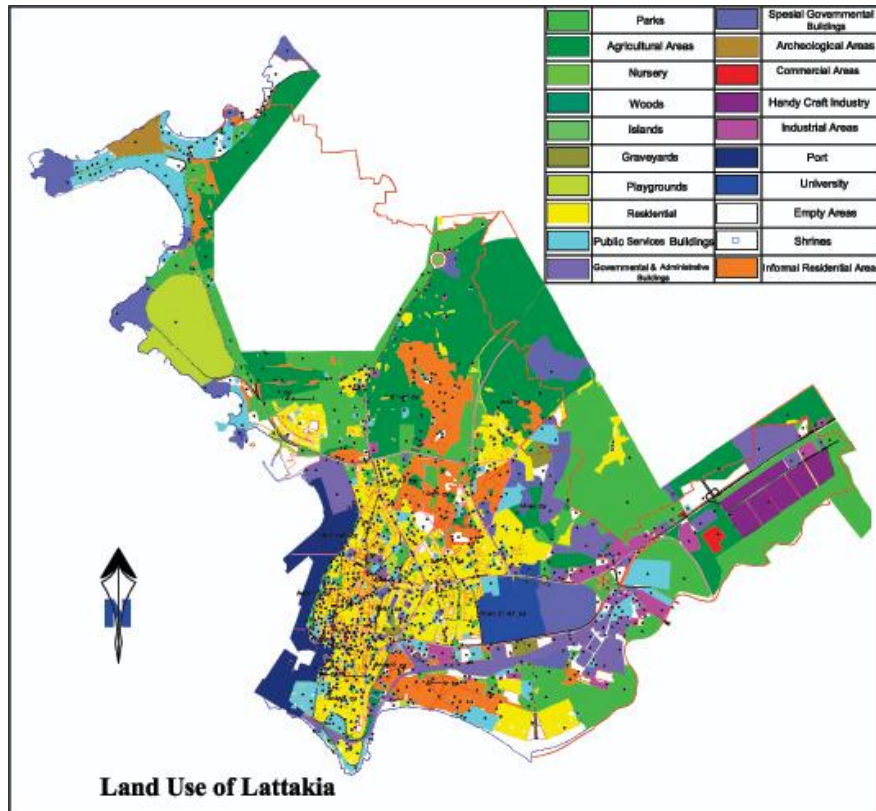 Parks
Spesial Governmental
Buildings
Agricultural Areas
Archeological Areas
Nursery
Commercial Areas
Woods
Handy Craft Industry
Islands
Industrial Areas
Graveyards
Port
Playgrounds
University
Residential
Empty Areas
Public Services Buildings
Shrines
Governmental & Administrative
Buildings
Informal Residential Area
N
Land Use of Lattakia